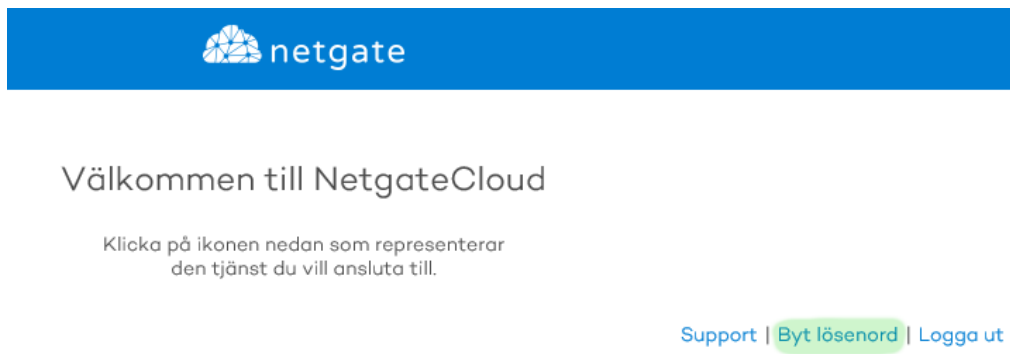 netgate
Välkommen till NetgateCloud
Klicka på ikonen nedan som representerar
den tjänst du vill ansluta till.
Support | Byt lösenord | Logga ut